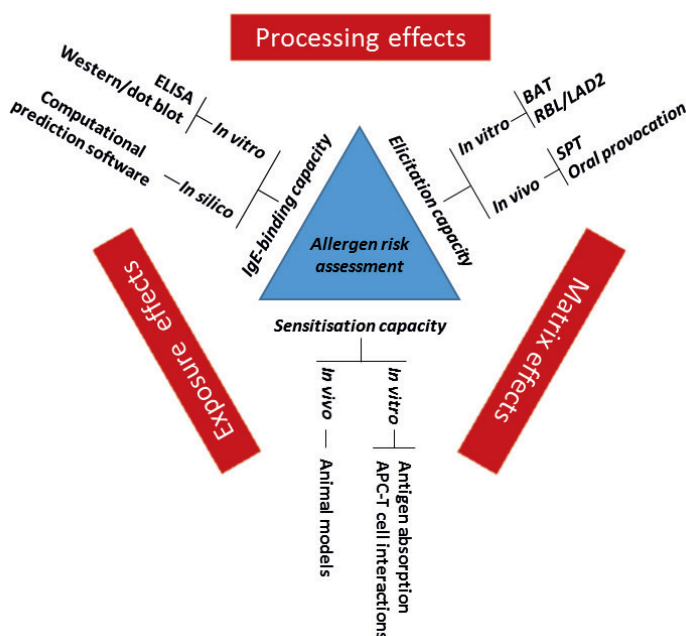 Processing effects
ELISA
Western/dot blot
In vitro
Computational
prediction software
In silico
IgE-binding capacity
BAT
RBL/LAD2
In vitro
SPT
Oral provocation
In vivo
Elicitation capacity
Allergen risk
assessment
Exposure effects
Matrix effects
Sensitisation capacity
In vivo
In vitro
Animal models
Antigen absorption
APC-T cell interactions